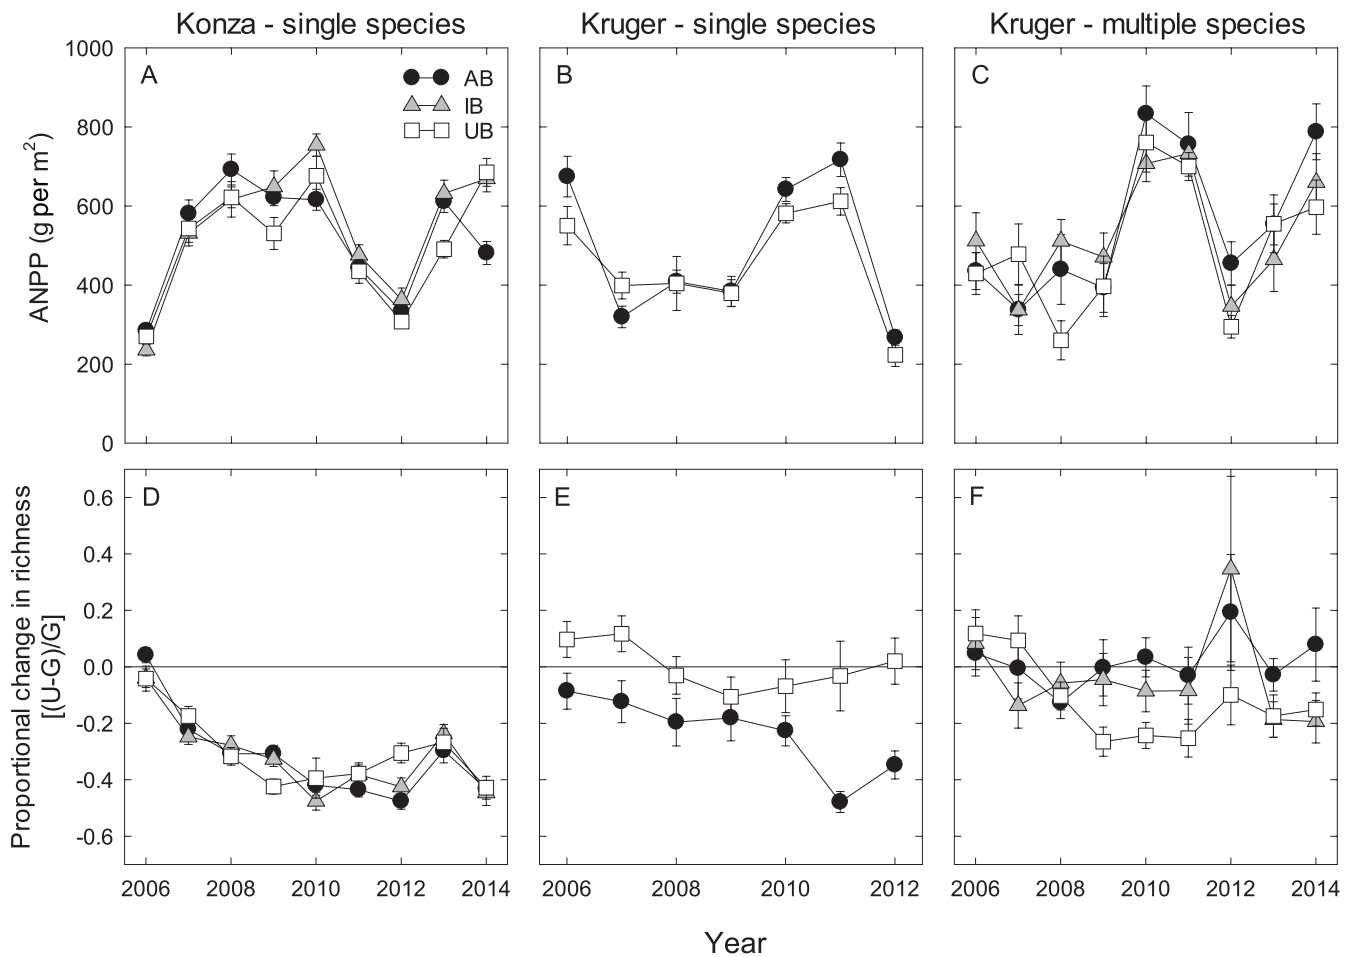 Konza - single species
Kruger - single species
Kruger - multiple species
ANPP (g per m²)
1000
800
600
400
200
0
A
AB
IB
UB
B
C
Proportional change in richness
[(U-G)/G]
0.6
0.4
0.2
0.0
-0.2
-0.4
-0.6
D
E
F
2006 2008 2010 2012 2014
2006 2008 2010 2012
2006 2008 2010 2012 2014
Year